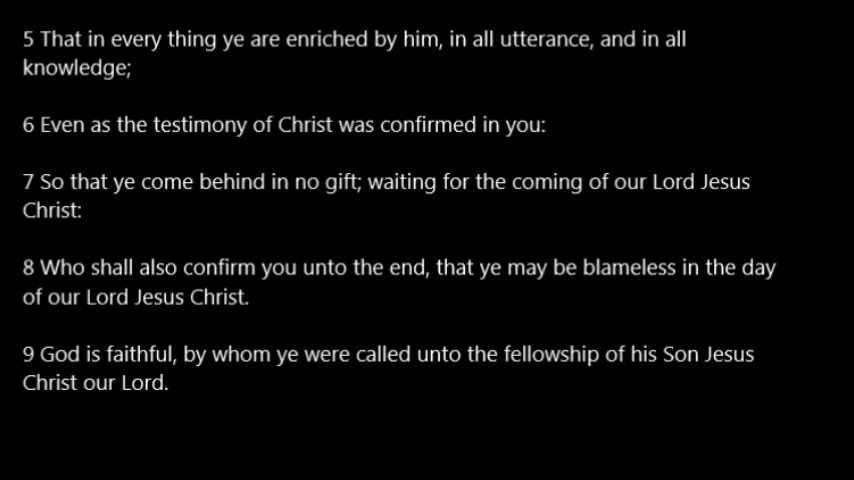 5 That in every thing ye are enriched by him, in all utterance, and in all
knowledge;
6 Even as the testimony of Christ was confirmed in you:
7 So that ye come behind in no gift; waiting for the coming of our Lord Jesus
Christ:
8 Who shall also confirm you unto the end, that ye may be blameless in the day
of our Lord Jesus Christ.
9 God is faithful, by whom ye were called unto the fellowship of his Son Jesus
Christ our Lord.